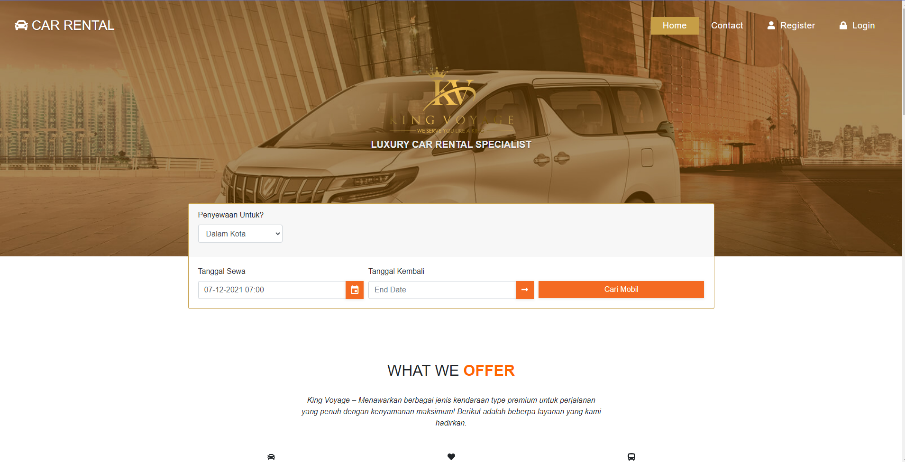 CAR RENTAL
Home Contact Register Login
KV
KING VOYAGE
WE SERVE YOU LIKE A KING
LUXURY CAR RENTAL SPECIALIST
Penyewaan Untuk?
Dalam Kota
Tanggal Sewa Tanggal Kembali
07-12-2021 07:00 End Date Cari Mobil
WHAT WE OFFER
King Voyage – Menawarkan berbagai jenis kendaraan type premium untuk perjalanan
yang penuh dengan kenyamanan maksimum! Derikut adalah beberpa layanan yang kami
hadirkan.